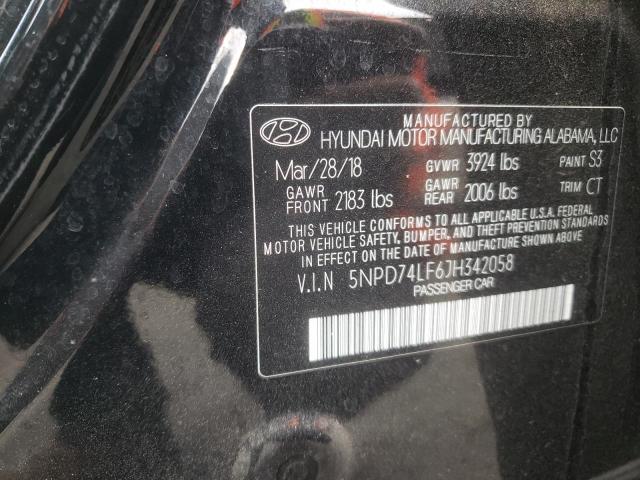 MANUFACTURED BY
HYUNDAI MOTOR MANUFACTURING ALABAMA, LLC
Mar/28/18 GVWR 3924 lbs PAINT S3
GAWR FRONT 2183 lbs GAWR REAR 2006 lbs TRIM CT
THIS VEHICLE CONFORMS TO ALL APPLICABLE U.S.A. FEDERAL
MOTOR VEHICLE SAFETY, BUMPER, AND THEFT PREVENTION STANDARDS
IN EFFECT ON THE DATE OF MANUFACTURE SHOWN ABOVE.
V.I.N 5NPD74LF6JH342058
PASSENGER CAR